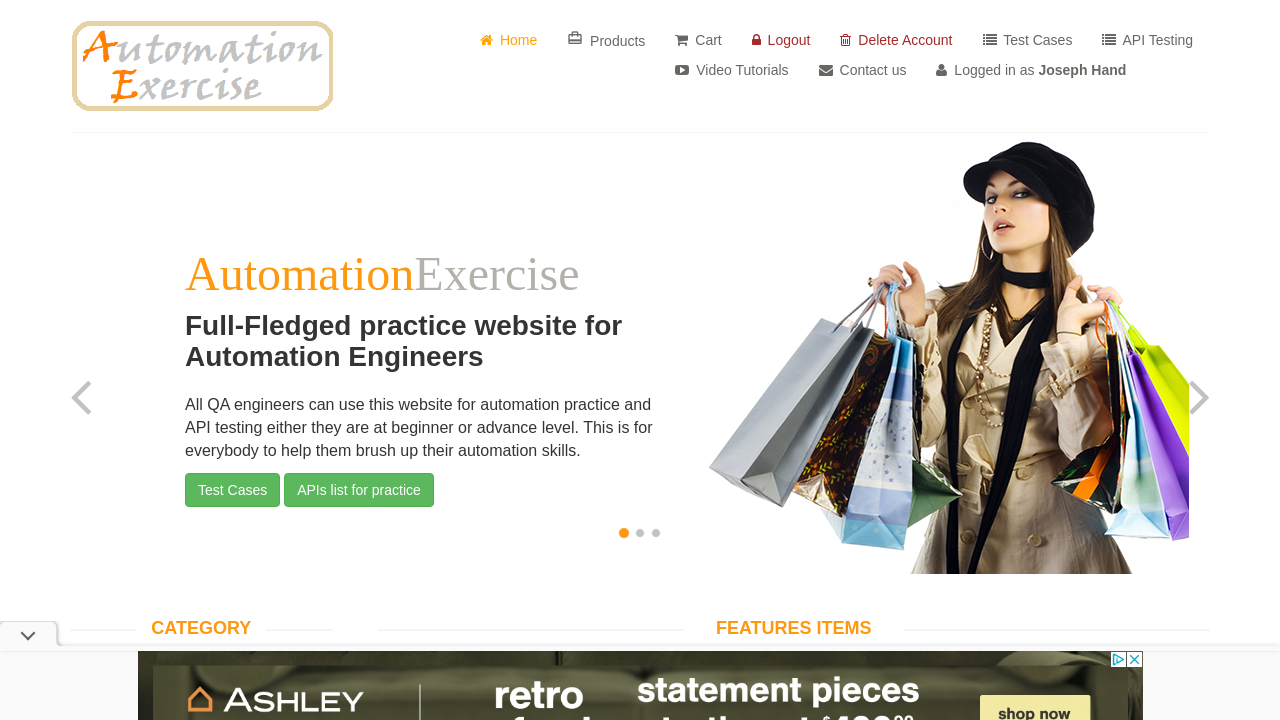 Automation
Exercise
Home
Products
Cart
Logout
Delete Account
Test Cases
API Testing
Video Tutorials
Contact us
Logged in as Joseph Hand
AutomationExercise
Full-Fledged practice website for
Automation Engineers
All QA engineers can use this website for automation practice and
API testing either they are at beginner or advance level. This is for
everybody to help them brush up their automation skills.
Test Cases
APIs list for practice
CATEGORY
FEATURES ITEMS
ASHLEY
retro
statement pieces
shop now